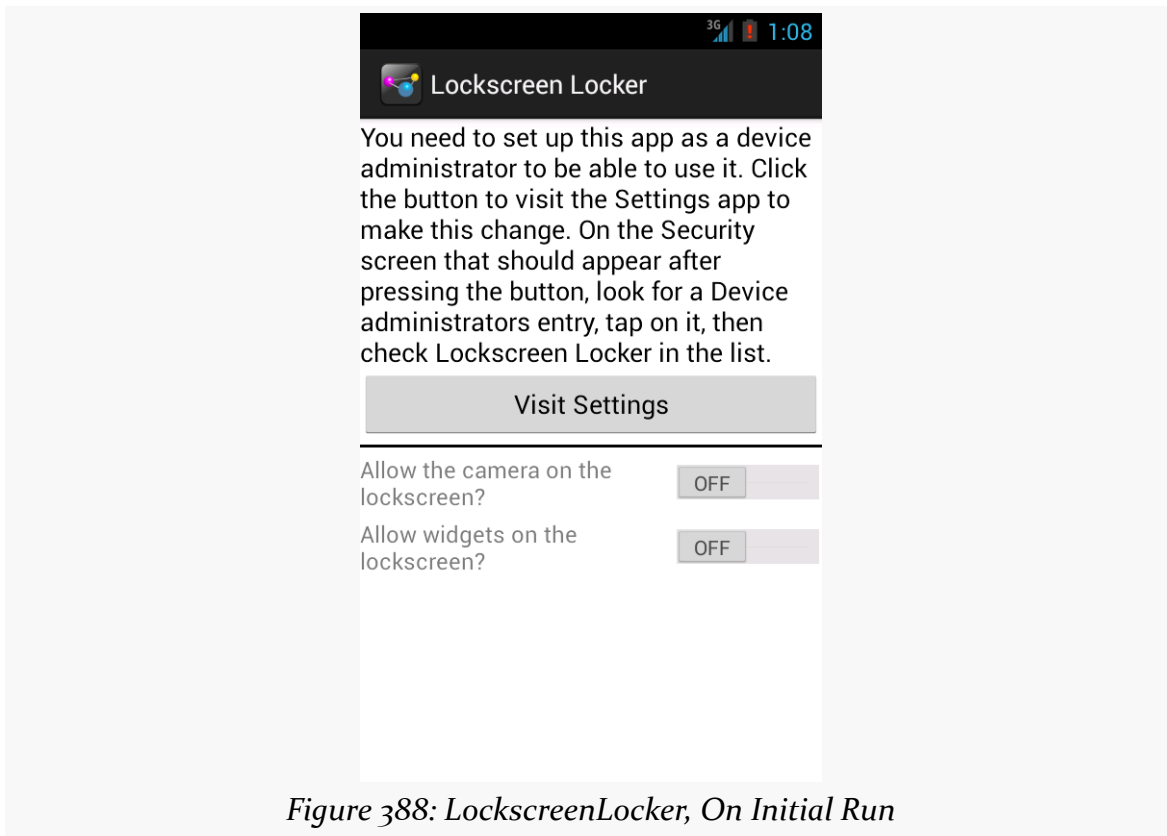 3G 1:08
Lockscreen Locker
You need to set up this app as a device
administrator to be able to use it. Click
the button to visit the Settings app to
make this change. On the Security
screen that should appear after
pressing the button, look for a Device
administrators entry, tap on it, then
check Lockscreen Locker in the list.
Visit Settings
Allow the camera on the
lockscreen?
OFF
Allow widgets on the
lockscreen?
OFF
Figure 388: LockscreenLocker, On Initial Run